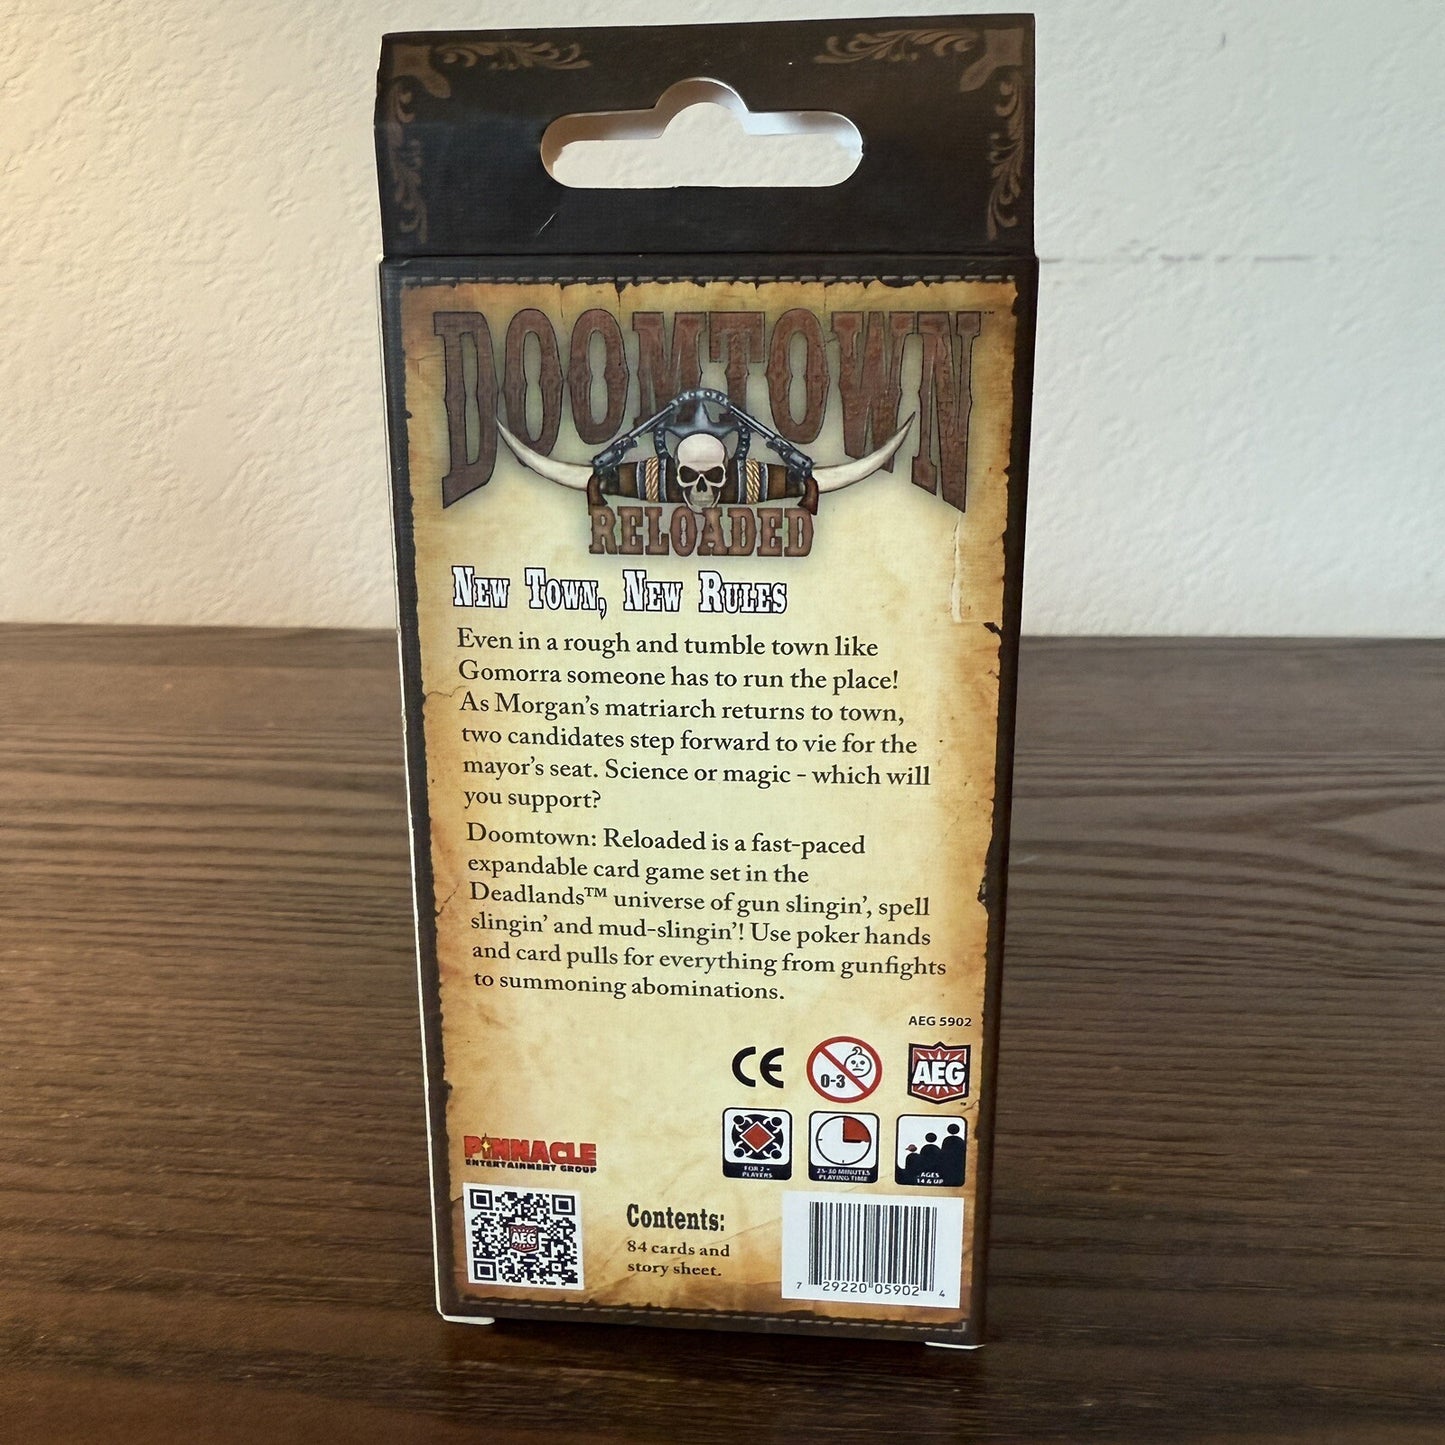 DOOMTOWN™
RELOADED
New Town, New Rules
Even in a rough and tumble town like
Gomorra someone has to run the place!
As Morgan's matriarch returns to town,
two candidates step forward to vie for the
mayor's seat. Science or magic - which will
you support?
Doomtown: Reloaded is a fast-paced
expandable card game set in the
Deadlands™ universe of gun slingin', spell
slingin' and mud-slingin'! Use poker hands
and card pulls for everything from gunfights
to summoning abominations.
AEG 5902
CE
0-3
AEG
PINNACLE
ENTERTAINMENT GROUP
FOR 2 +
PLAYERS
25-30 MINUTES
PLAYING TIME
AGES
14 & UP
AEG
Contents:
84 cards and
story sheet.
7 29220 05902 4